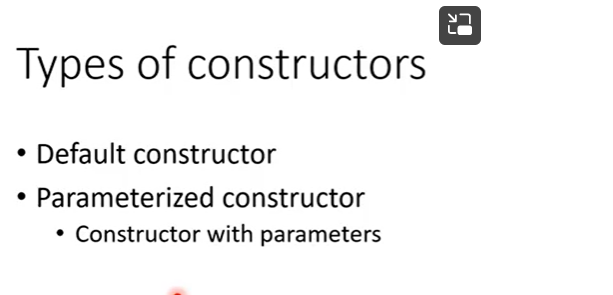 Types of constructors
• Default constructor
• Parameterized constructor
• Constructor with parameters